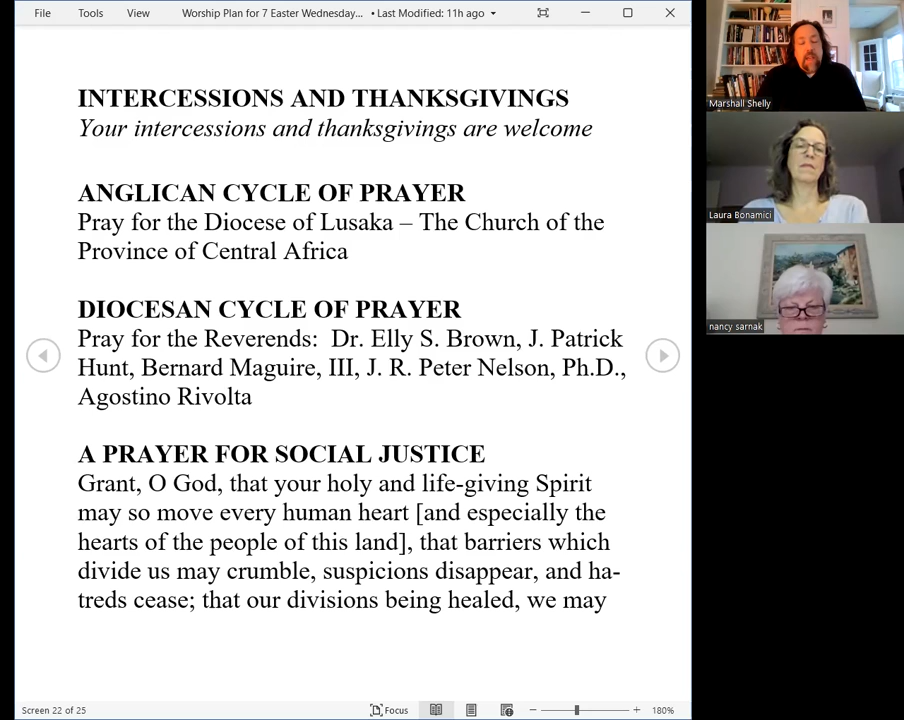 File Tools View Worship Plan for 7 Easter Wednesday... • Last Modified: 11h ago
INTERCESSIONS AND THANKSGIVINGS
Your intercessions and thanksgivings are welcome
ANGLICAN CYCLE OF PRAYER
Pray for the Diocese of Lusaka – The Church of the
Province of Central Africa
DIOCESAN CYCLE OF PRAYER
Pray for the Reverends: Dr. Elly S. Brown, J. Patrick
Hunt, Bernard Maguire, III, J. R. Peter Nelson, Ph.D.,
Agostino Rivolta
A PRAYER FOR SOCIAL JUSTICE
Grant, O God, that your holy and life-giving Spirit
may so move every human heart [and especially the
hearts of the people of this land], that barriers which
divide us may crumble, suspicions disappear, and ha-
treds cease; that our divisions being healed, we may
Screen 22 of 25 Focus 180%
Marshall Shelly
Laura Bonamici
nancy sarnak